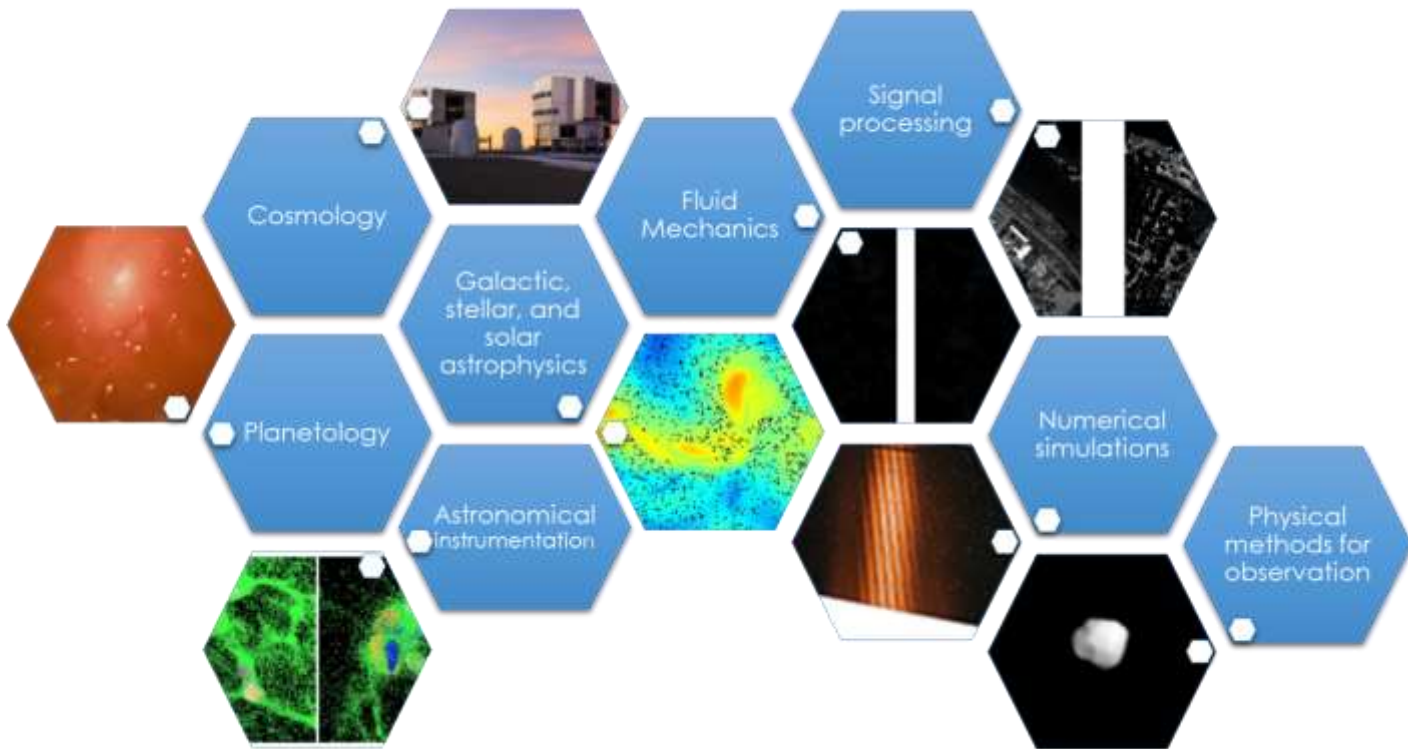 Signal
processing
Cosmology
Fluid
Mechanics
Galactic,
stellar, and
solar
astrophysics
Planetology
Numerical
simulations
Astronomical
instrumentation
Physical
methods for
observation